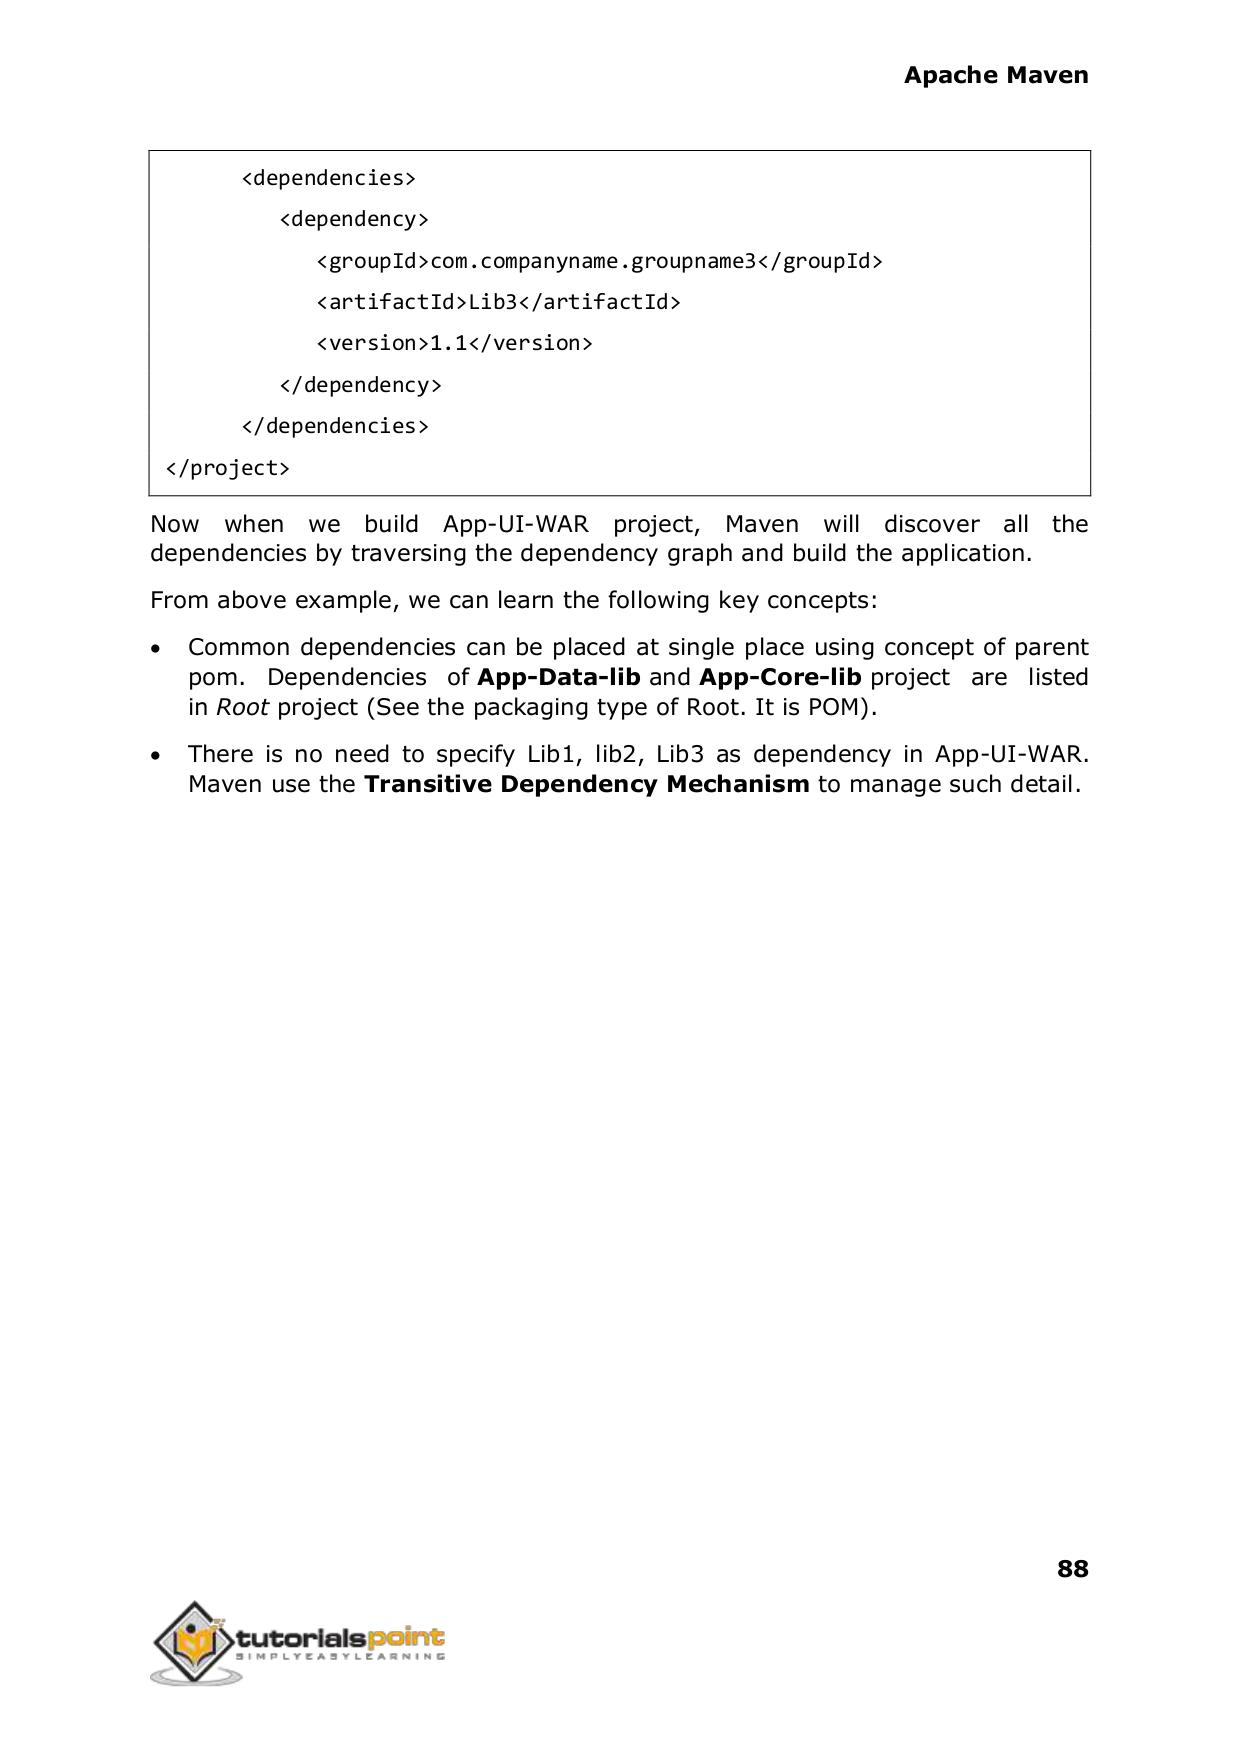 Apache Maven
<dependencies>
<dependency>
<groupId>com.companyname.groupname3</groupId>
<artifactId>Lib3</artifactId>
<version>1.1</version>
</dependency>
</dependencies>
</project>
Now when we build App-UI-WAR project, Maven will discover all the
dependencies by traversing the dependency graph and build the application.
From above example, we can learn the following key concepts:
• Common dependencies can be placed at single place using concept of parent
pom. Dependencies of App-Data-lib and App-Core-lib project are listed
in Root project (See the packaging type of Root. It is POM).
• There is no need to specify Lib1, lib2, Lib3 as dependency in App-UI-WAR.
Maven use the Transitive Dependency Mechanism to manage such detail.
88
tutorialspoint
SIMPLYEASYLEARNING